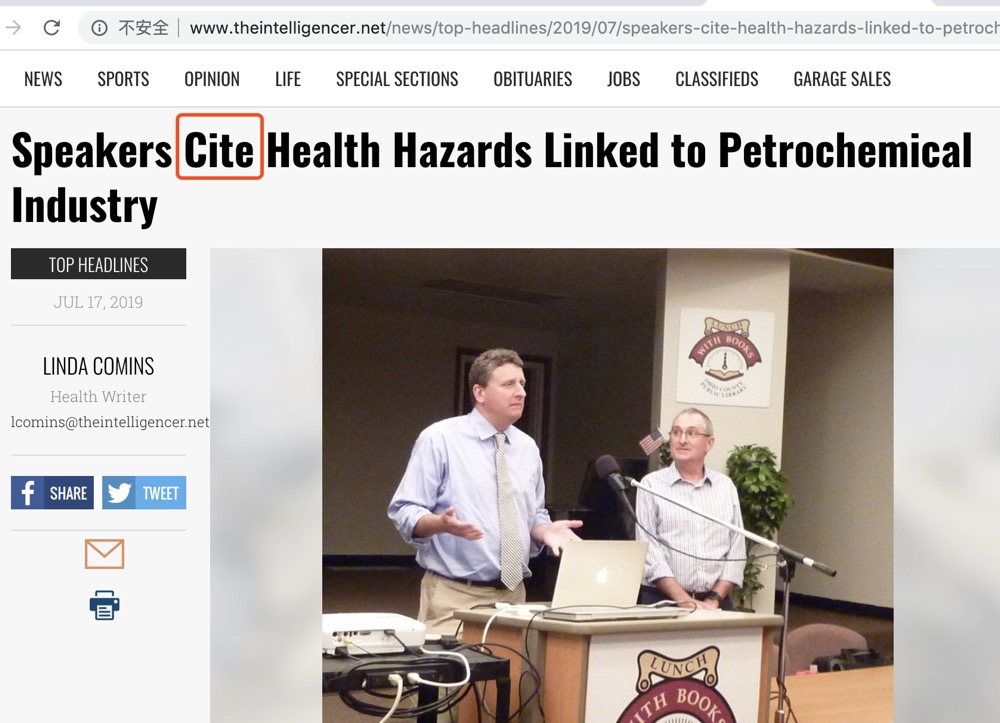 不安全 www.theintelligencer.net/news/top-headlines/2019/07/speakers-cite-health-hazards-linked-to-petroch
NEWS SPORTS OPINION LIFE SPECIAL SECTIONS OBITUARIES JOBS CLASSIFIEDS GARAGE SALES
Speakers Cite Health Hazards Linked to Petrochemical
Industry
TOP HEADLINES
JUL 17, 2019
LINDA COMINS
Health Writer
lcomins@theintelligencer.net
SHARE TWEET
LUNCH
WITH BOOKS
OHIO COUNTY
PUBLIC LIBRARY
LUNCH
WITH BOOKS